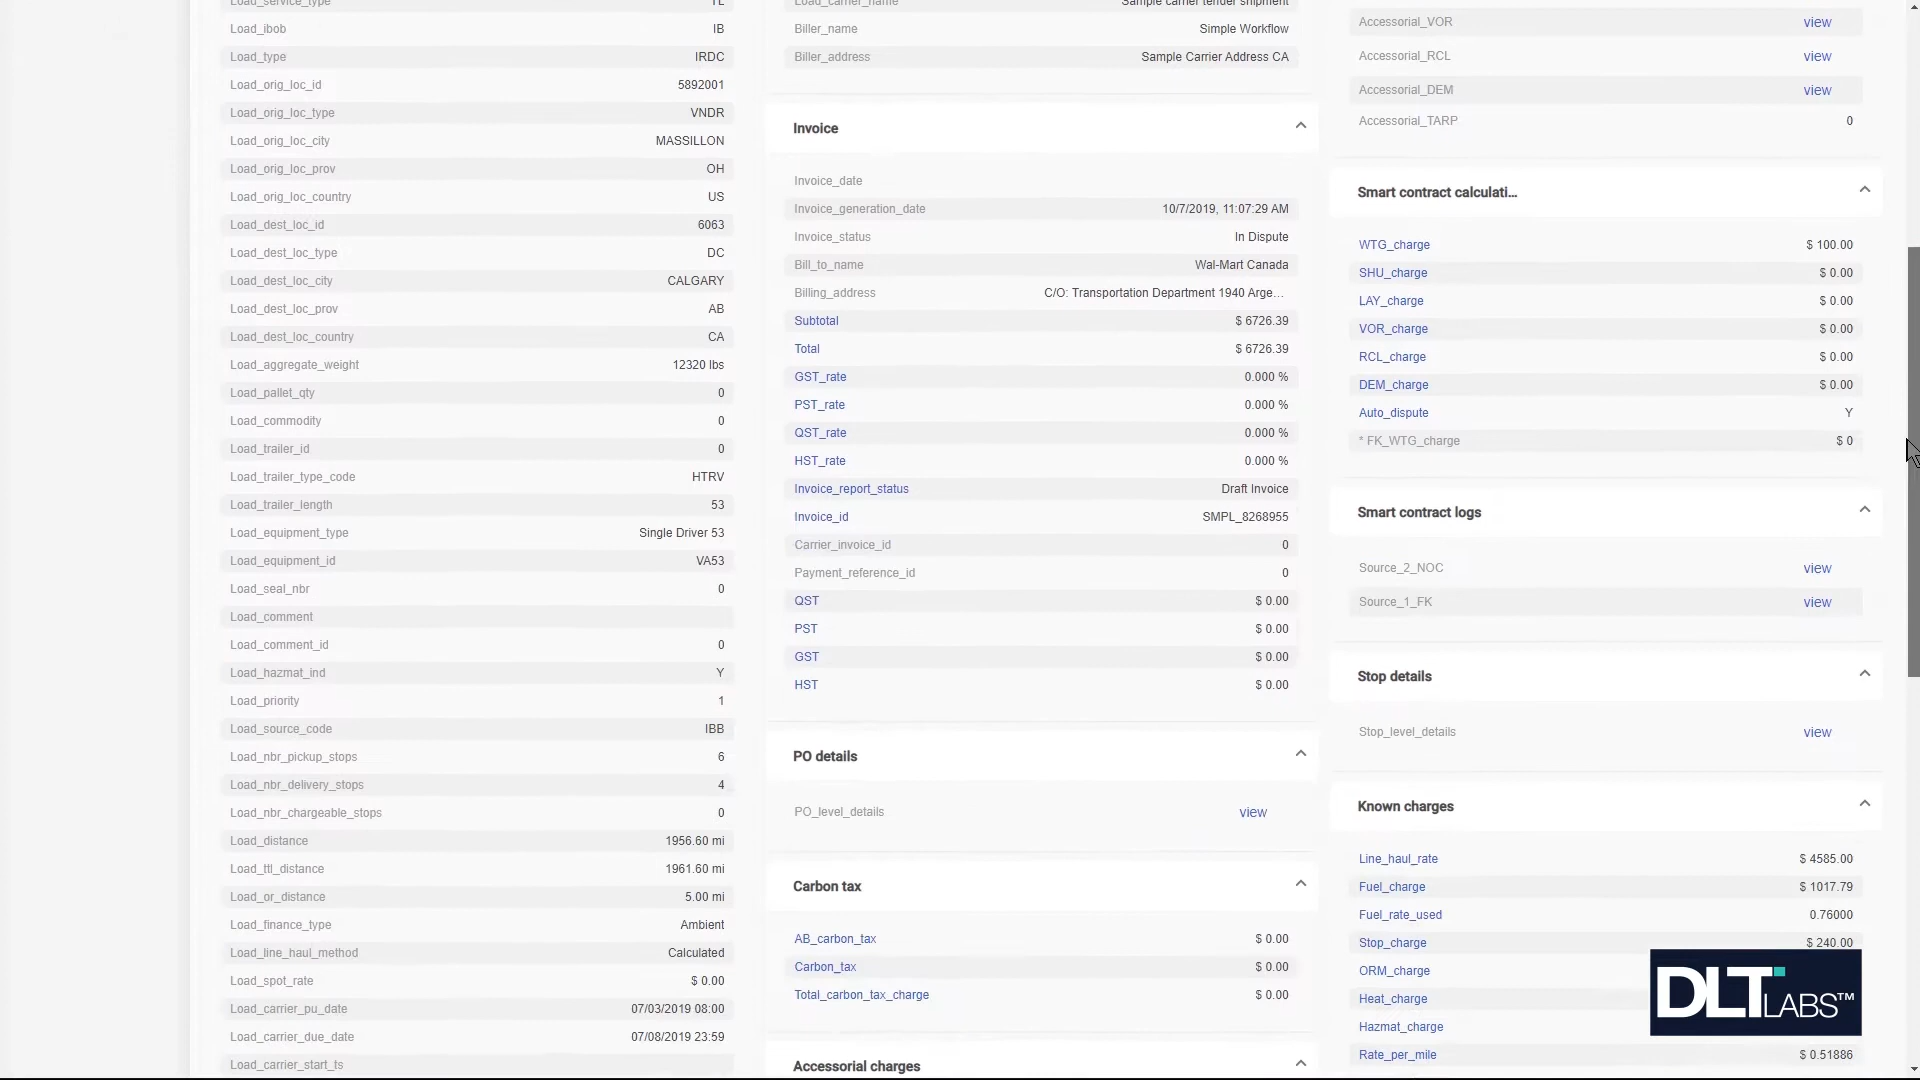 Load_service_type TL
Load_ibob IB
Load_type IRDC
Load_orig_loc_id 5892001
Load_orig_loc_type VNDR
Load_orig_loc_city MASSILLON
Load_orig_loc_prov OH
Load_orig_loc_country US
Load_dest_loc_id 6063
Load_dest_loc_type DC
Load_dest_loc_city CALGARY
Load_dest_loc_prov AB
Load_dest_loc_country CA
Load_aggregate_weight 12320 lbs
Load_pallet_qty 0
Load_commodity 0
Load_trailer_id 0
Load_trailer_type_code HTRV
Load_trailer_length 53
Load_equipment_type Single Driver 53
Load_equipment_id VA53
Load_seal_nbr 0
Load_comment
Load_comment_id 0
Load_hazmat_ind Y
Load_priority 1
Load_source_code IBB
Load_nbr_pickup_stops 6
Load_nbr_delivery_stops 4
Load_nbr_chargeable_stops 0
Load_distance 1956.60 mi
Load_ttl_distance 1961.60 mi
Load_or_distance 5.00 mi
Load_finance_type Ambient
Load_line_haul_method Calculated
Load_spot_rate $ 0.00
Load_carrier_pu_date 07/03/2019 08:00
Load_carrier_due_date 07/08/2019 23:59
Load_carrier_start_ts
Load_carrier_name Sample carrier tender shipment
Biller_name Simple Workflow
Biller_address Sample Carrier Address CA
Invoice
Invoice_date
Invoice_generation_date 10/7/2019, 11:07:29 AM
Invoice_status In Dispute
Bill_to_name Wal-Mart Canada
Billing_address C/O: Transportation Department 1940 Arge...
Subtotal $ 6726.39
Total $ 6726.39
GST_rate 0.000 %
PST_rate 0.000 %
QST_rate 0.000 %
HST_rate 0.000 %
Invoice_report_status Draft Invoice
Invoice_id SMPL_8268955
Carrier_invoice_id 0
Payment_reference_id 0
QST $ 0.00
PST $ 0.00
GST $ 0.00
HST $ 0.00
PO details
PO_level_details view
Carbon tax
AB_carbon_tax $ 0.00
Carbon_tax $ 0.00
Total_carbon_tax_charge $ 0.00
Accessorial charges
Accessorial_VOR view
Accessorial_RCL view
Accessorial_DEM view
Accessorial_TARP 0
Smart contract calculati...
WTG_charge $ 100.00
SHU_charge $ 0.00
LAY_charge $ 0.00
VOR_charge $ 0.00
RCL_charge $ 0.00
DEM_charge $ 0.00
Auto_dispute Y
* FK_WTG_charge $ 0
Smart contract logs
Source_2_NOC view
Source_1_FK view
Stop details
Stop_level_details view
Known charges
Line_haul_rate $ 4585.00
Fuel_charge $ 1017.79
Fuel_rate_used 0.76000
Stop_charge $ 240.00
ORM_charge
Heat_charge
Hazmat_charge
Rate_per_mile $ 0.51886
DLT LABS™